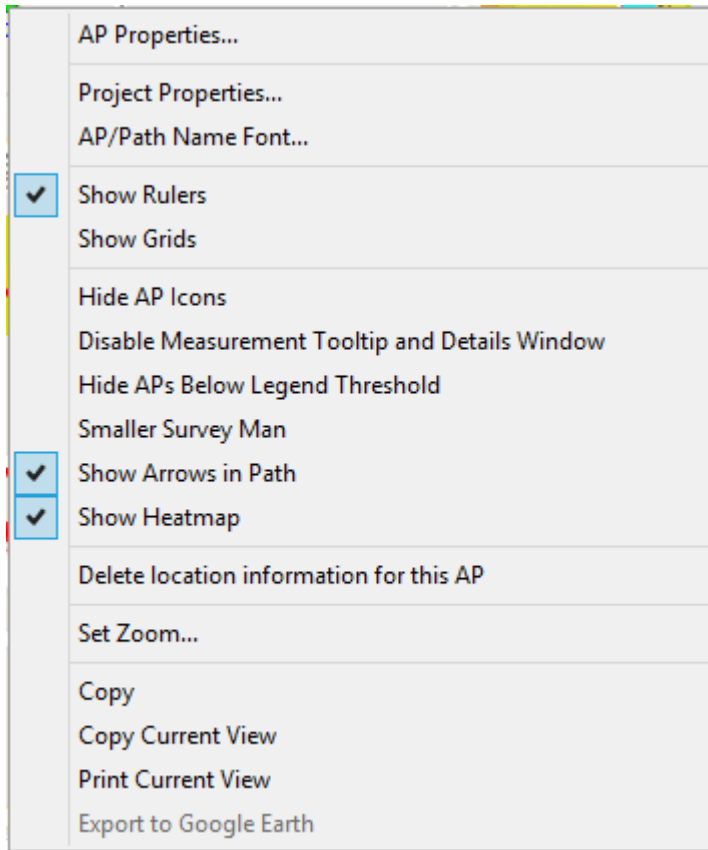 AP Properties...
Project Properties...
AP/Path Name Font...
Show Rulers
Show Grids
Hide AP Icons
Disable Measurement Tooltip and Details Window
Hide APs Below Legend Threshold
Smaller Survey Man
Show Arrows in Path
Show Heatmap
Delete location information for this AP
Set Zoom...
Copy
Copy Current View
Print Current View
Export to Google Earth